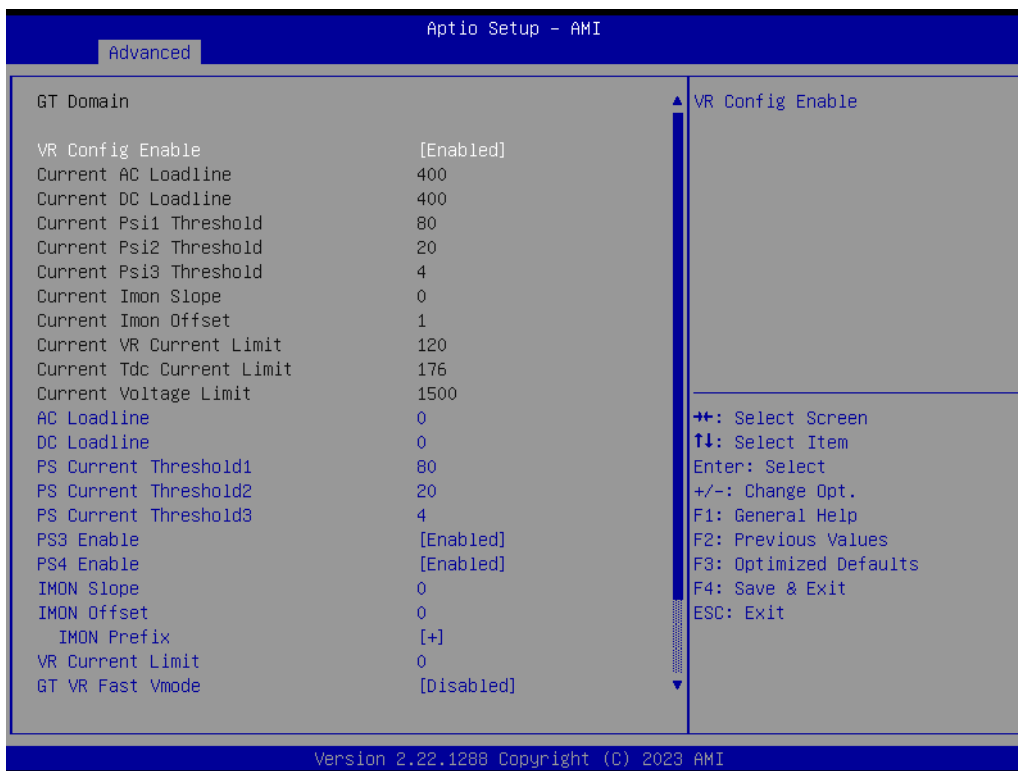 Aptio Setup – AMI
Advanced
GT Domain
VR Config Enable [Enabled]
Current AC Loadline 400
Current DC Loadline 400
Current Psi1 Threshold 80
Current Psi2 Threshold 20
Current Psi3 Threshold 4
Current Imon Slope 0
Current Imon Offset 1
Current VR Current Limit 120
Current Tdc Current Limit 176
Current Voltage Limit 1500
AC Loadline 0
DC Loadline 0
PS Current Threshold1 80
PS Current Threshold2 20
PS Current Threshold3 4
PS3 Enable [Enabled]
PS4 Enable [Enabled]
IMON Slope 0
IMON Offset 0
IMON Prefix [+]
VR Current Limit 0
GT VR Fast Vmode [Disabled]
VR Config Enable
→←: Select Screen
↑↓: Select Item
Enter: Select
+/-: Change Opt.
F1: General Help
F2: Previous Values
F3: Optimized Defaults
F4: Save & Exit
ESC: Exit
Version 2.22.1288 Copyright (C) 2023 AMI